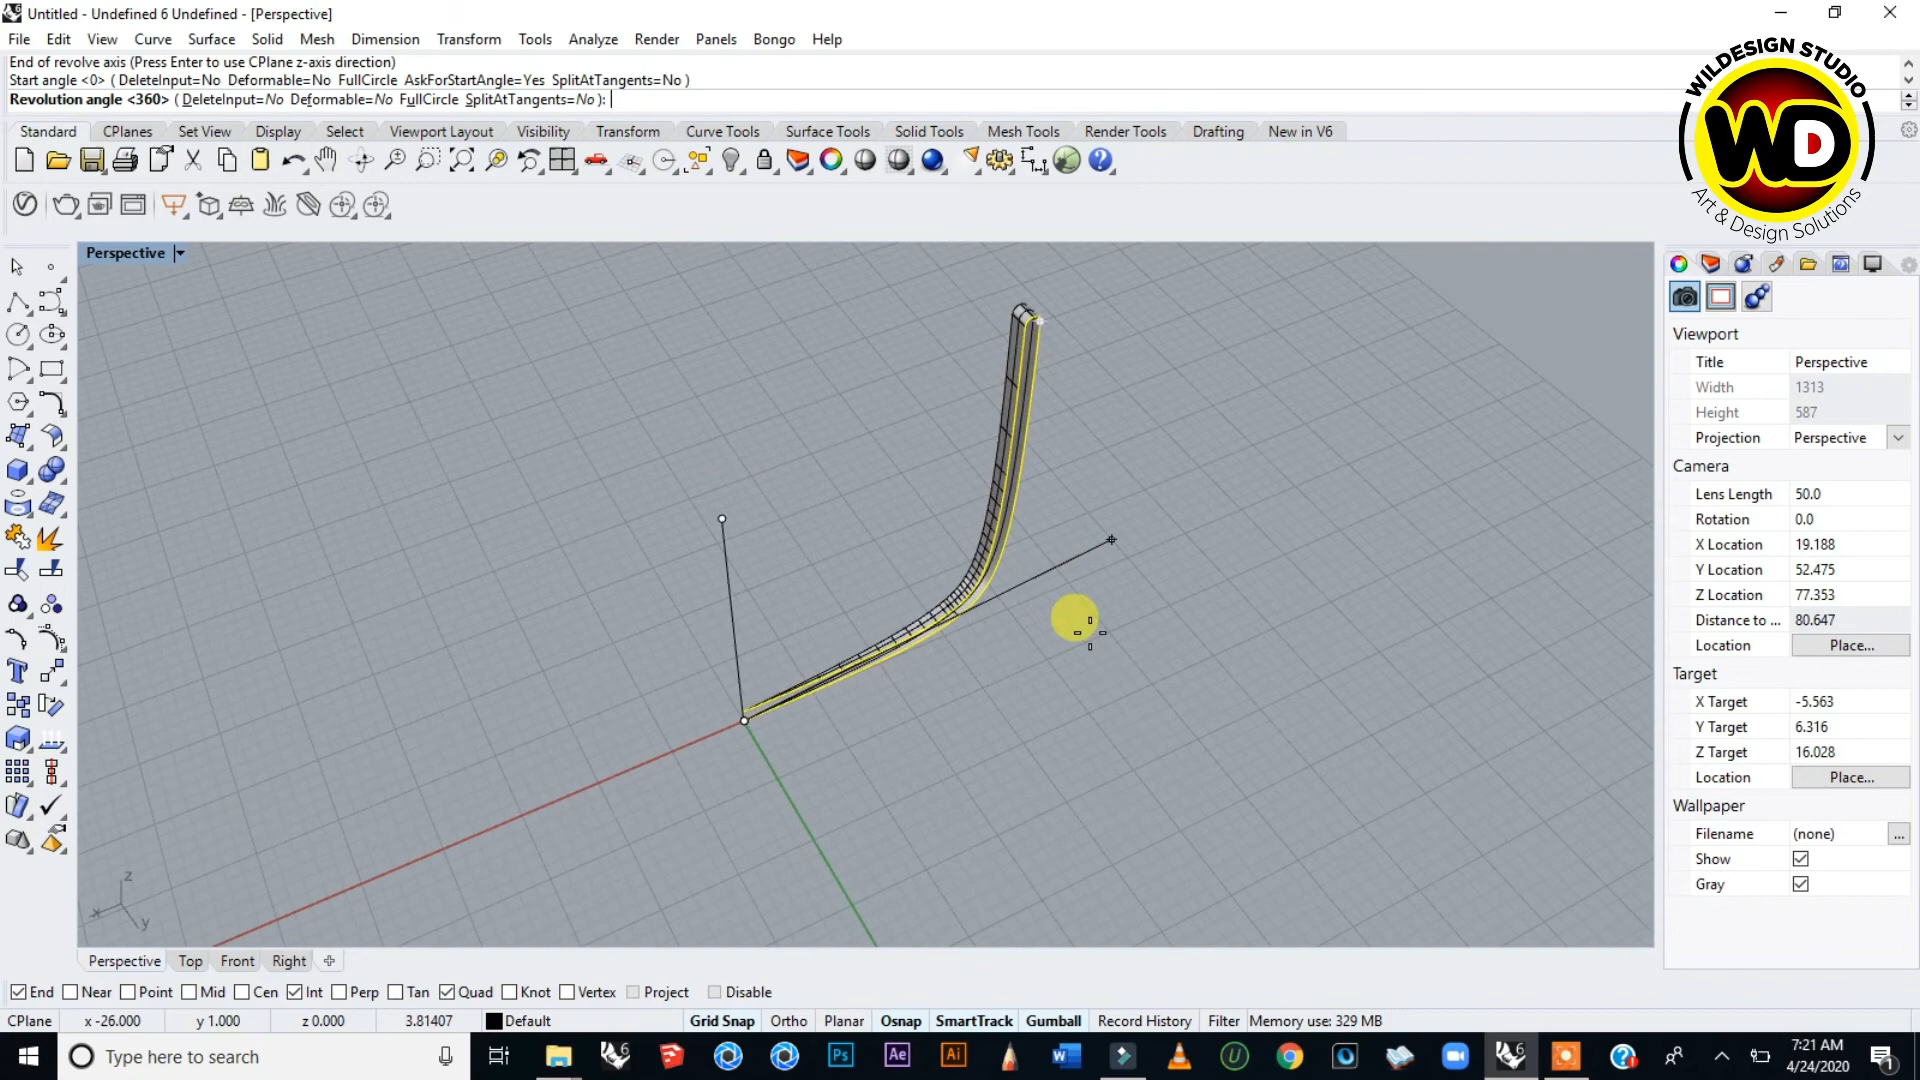 Untitled - Undefined 6 Undefined - [Perspective]
File Edit View Curve Surface Solid Mesh Dimension Transform Tools Analyze Render Panels Bongo Help
End of revolve axis (Press Enter to use CPlane z-axis direction)
Start angle <0> ( DeleteInput=No Deformable=No FullCircle AskForStartAngle=Yes SplitAtTangents=No )
Revolution angle <360> ( DeleteInput=No Deformable=No FullCircle SplitAtTangents=No ):
WILDESIGN STUDIO
WD
Art & Design Solutions
Standard CPlanes Set View Display Select Viewport Layout Visibility Transform Curve Tools Surface Tools Solid Tools Mesh Tools Render Tools Drafting New in V6
Perspective
Viewport
Title Perspective
Width 1313
Height 587
Projection Perspective
Camera
Lens Length 50.0
Rotation 0.0
X Location 19.188
Y Location 52.475
Z Location 77.353
Distance to ... 80.647
Location Place...
Target
X Target -5.563
Y Target 6.316
Z Target 16.028
Location Place...
Wallpaper
Filename (none) ...
Show
Gray
z
x
y
Perspective Top Front Right
End Near Point Mid Cen Int Perp Tan Quad Knot Vertex Project Disable
CPlane x -26.000 y 1.000 z 0.000 3.81407 Default Grid Snap Ortho Planar Osnap SmartTrack Gumball Record History Filter Memory use: 329 MB
Type here to search
6 Ps Ae Ai W U 6
7:21 AM
4/24/2020
1